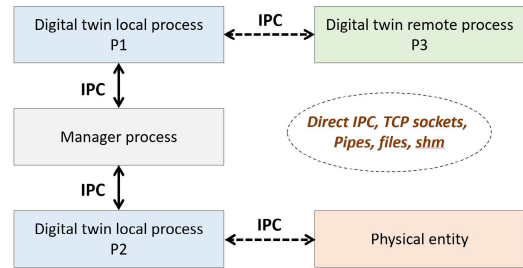 Digital twin local process
P1
IPC
Digital twin remote process
P3
IPC
Manager process
Direct IPC, TCP sockets,
Pipes, files, shm
IPC
Digital twin local process
P2
IPC
Physical entity